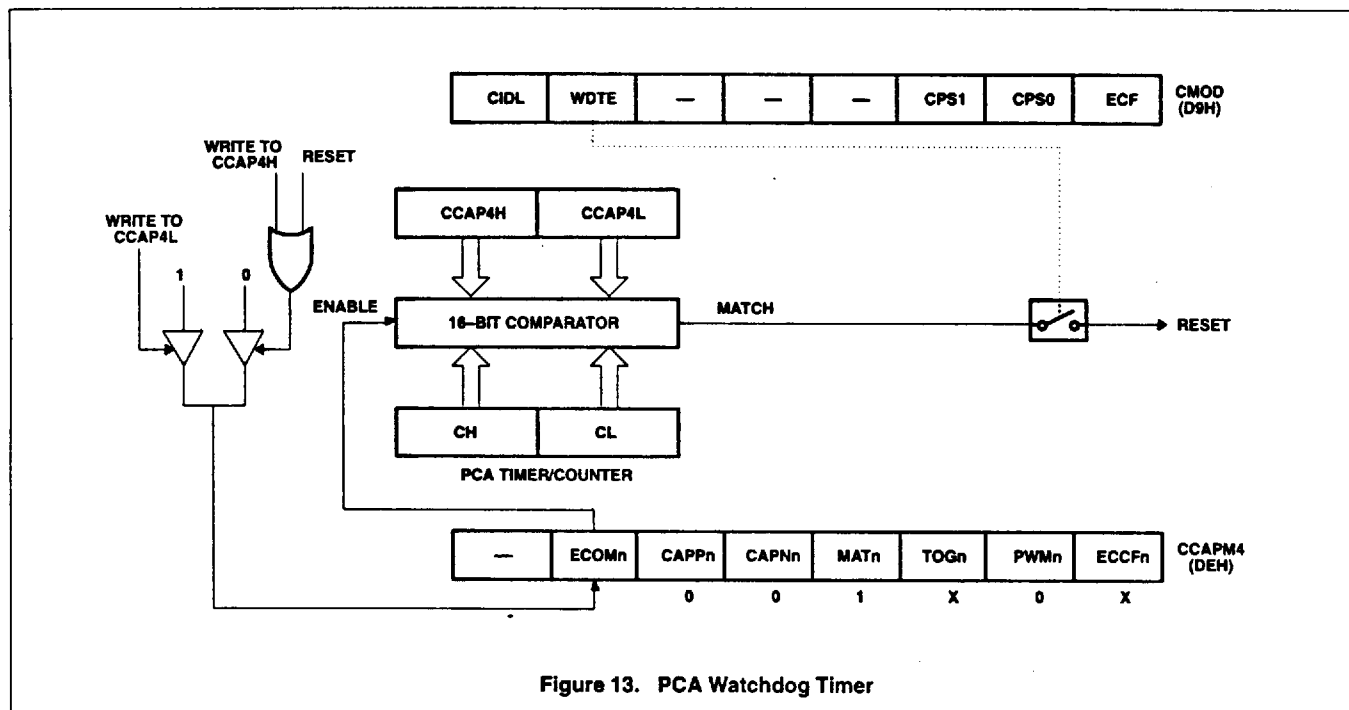 CIDL WDTE — — — CPS1 CPS0 ECF
CMOD
(D9H)
WRITE TO
CCAP4H
RESET
WRITE TO
CCAP4L
1 0
CCAP4H CCAP4L
ENABLE
16–BIT COMPARATOR
MATCH
RESET
CH CL
PCA TIMER/COUNTER
— ECOMn CAPPn CAPNn MATn TOGn PWMn ECCFn
CCAPM4
(DEH)
0 0 1 X 0 X
Figure 13. PCA Watchdog Timer